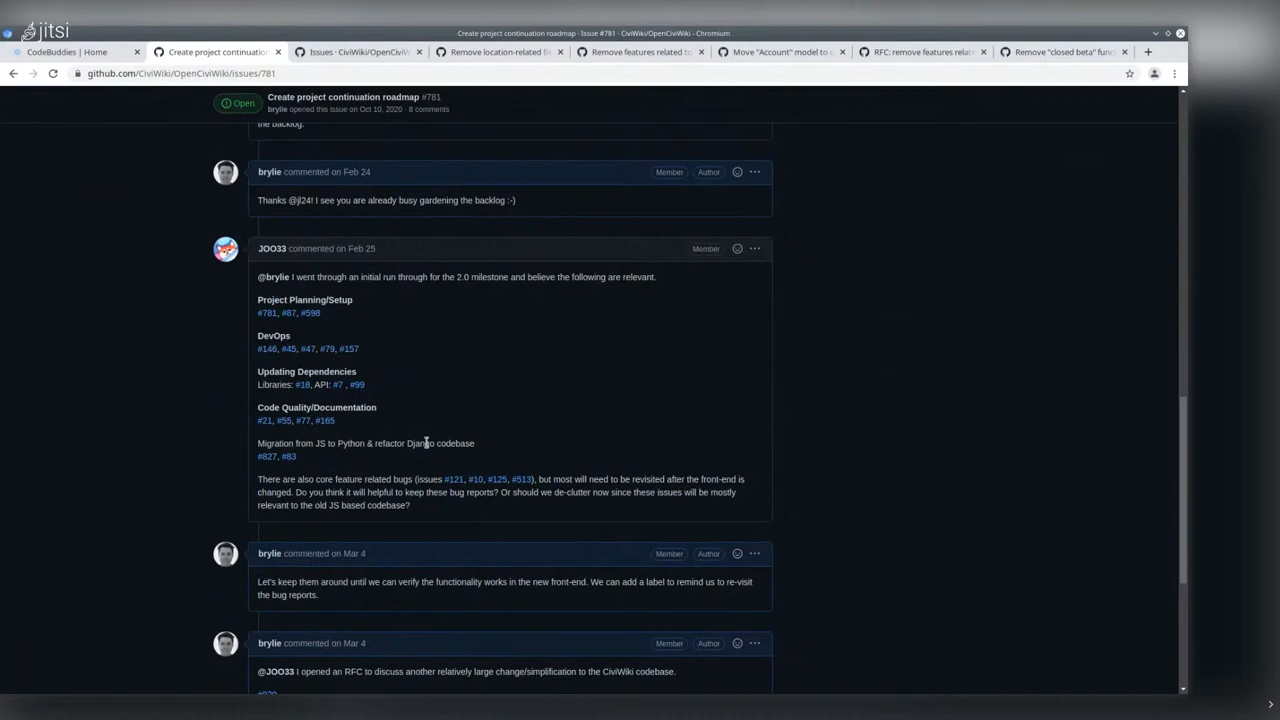 jitsi
Create project continuation roadmap · Issue #781 · CiviWiki/OpenCiviWiki - Chromium
CodeBuddies | Home
Create project continuation
Issues · CiviWiki/OpenCiviW
Remove location-related fi
Remove features related to
Move "Account" model to
RFC: remove features relate
Remove "closed beta" func
github.com/CiviWiki/OpenCiviWiki/issues/781
Open
Create project continuation roadmap #781
brylie opened this issue on Oct 10, 2020 · 8 comments
the backlog.
brylie commented on Feb 24
Member
Author
Thanks @jl24! I see you are already busy gardening the backlog :-)
JOO33 commented on Feb 25
Member
@brylie I went through an initial run through for the 2.0 milestone and believe the following are relevant.
Project Planning/Setup
#781, #87, #598
DevOps
#146, #45, #47, #79, #157
Updating Dependencies
Libraries: #18, API: #7 , #99
Code Quality/Documentation
#21, #55, #77, #165
Migration from JS to Python & refactor Django codebase
#827, #83
There are also core feature related bugs (issues #121, #10, #125, #513), but most will need to be revisited after the front-end is
changed. Do you think it will helpful to keep these bug reports? Or should we de-clutter now since these issues will be mostly
relevant to the old JS based codebase?
brylie commented on Mar 4
Member
Author
Let's keep them around until we can verify the functionality works in the new front-end. We can add a label to remind us to re-visit
the bug reports.
brylie commented on Mar 4
Member
Author
@JOO33 I opened an RFC to discuss another relatively large change/simplification to the CiviWiki codebase.